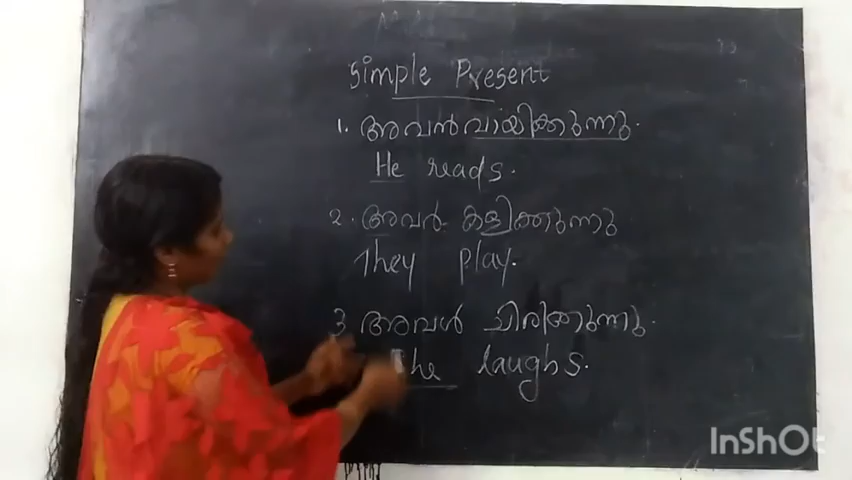 Simple Present
1. അവൻ വായിക്കുന്നു.
He reads.
2. അവർ കളിക്കുന്നു
They play.
3 അവൾ ചിരിക്കുന്നു.
laughs.
InShOt